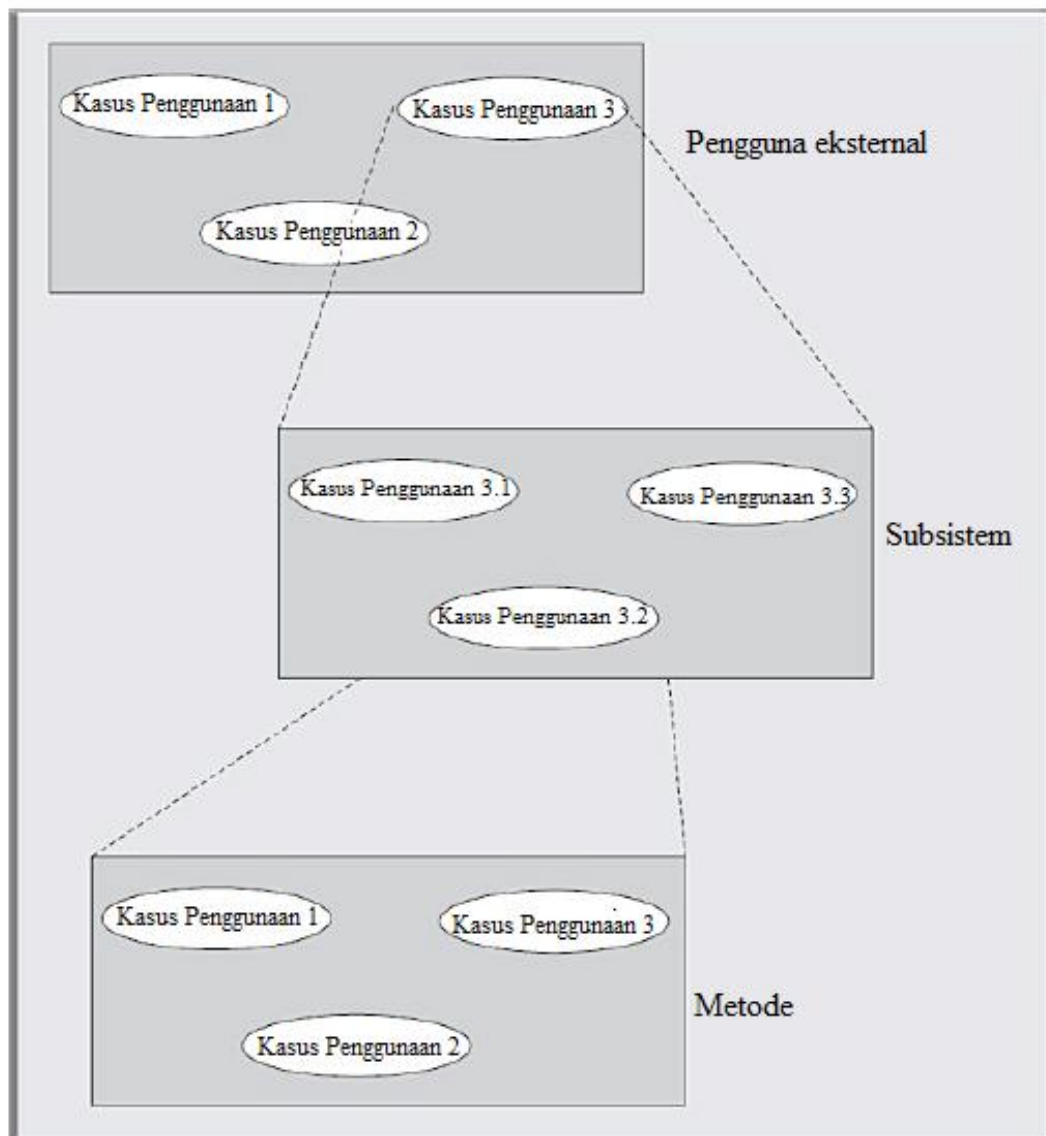 Kasus Penggunaan 1
Kasus Penggunaan 3
Pengguna eksternal
Kasus Penggunaan 2
Kasus Penggunaan 3.1
Kasus Penggunaan 3.3
Subsistem
Kasus Penggunaan 3.2
Kasus Penggunaan 1
Kasus Penggunaan 3
Metode
Kasus Penggunaan 2